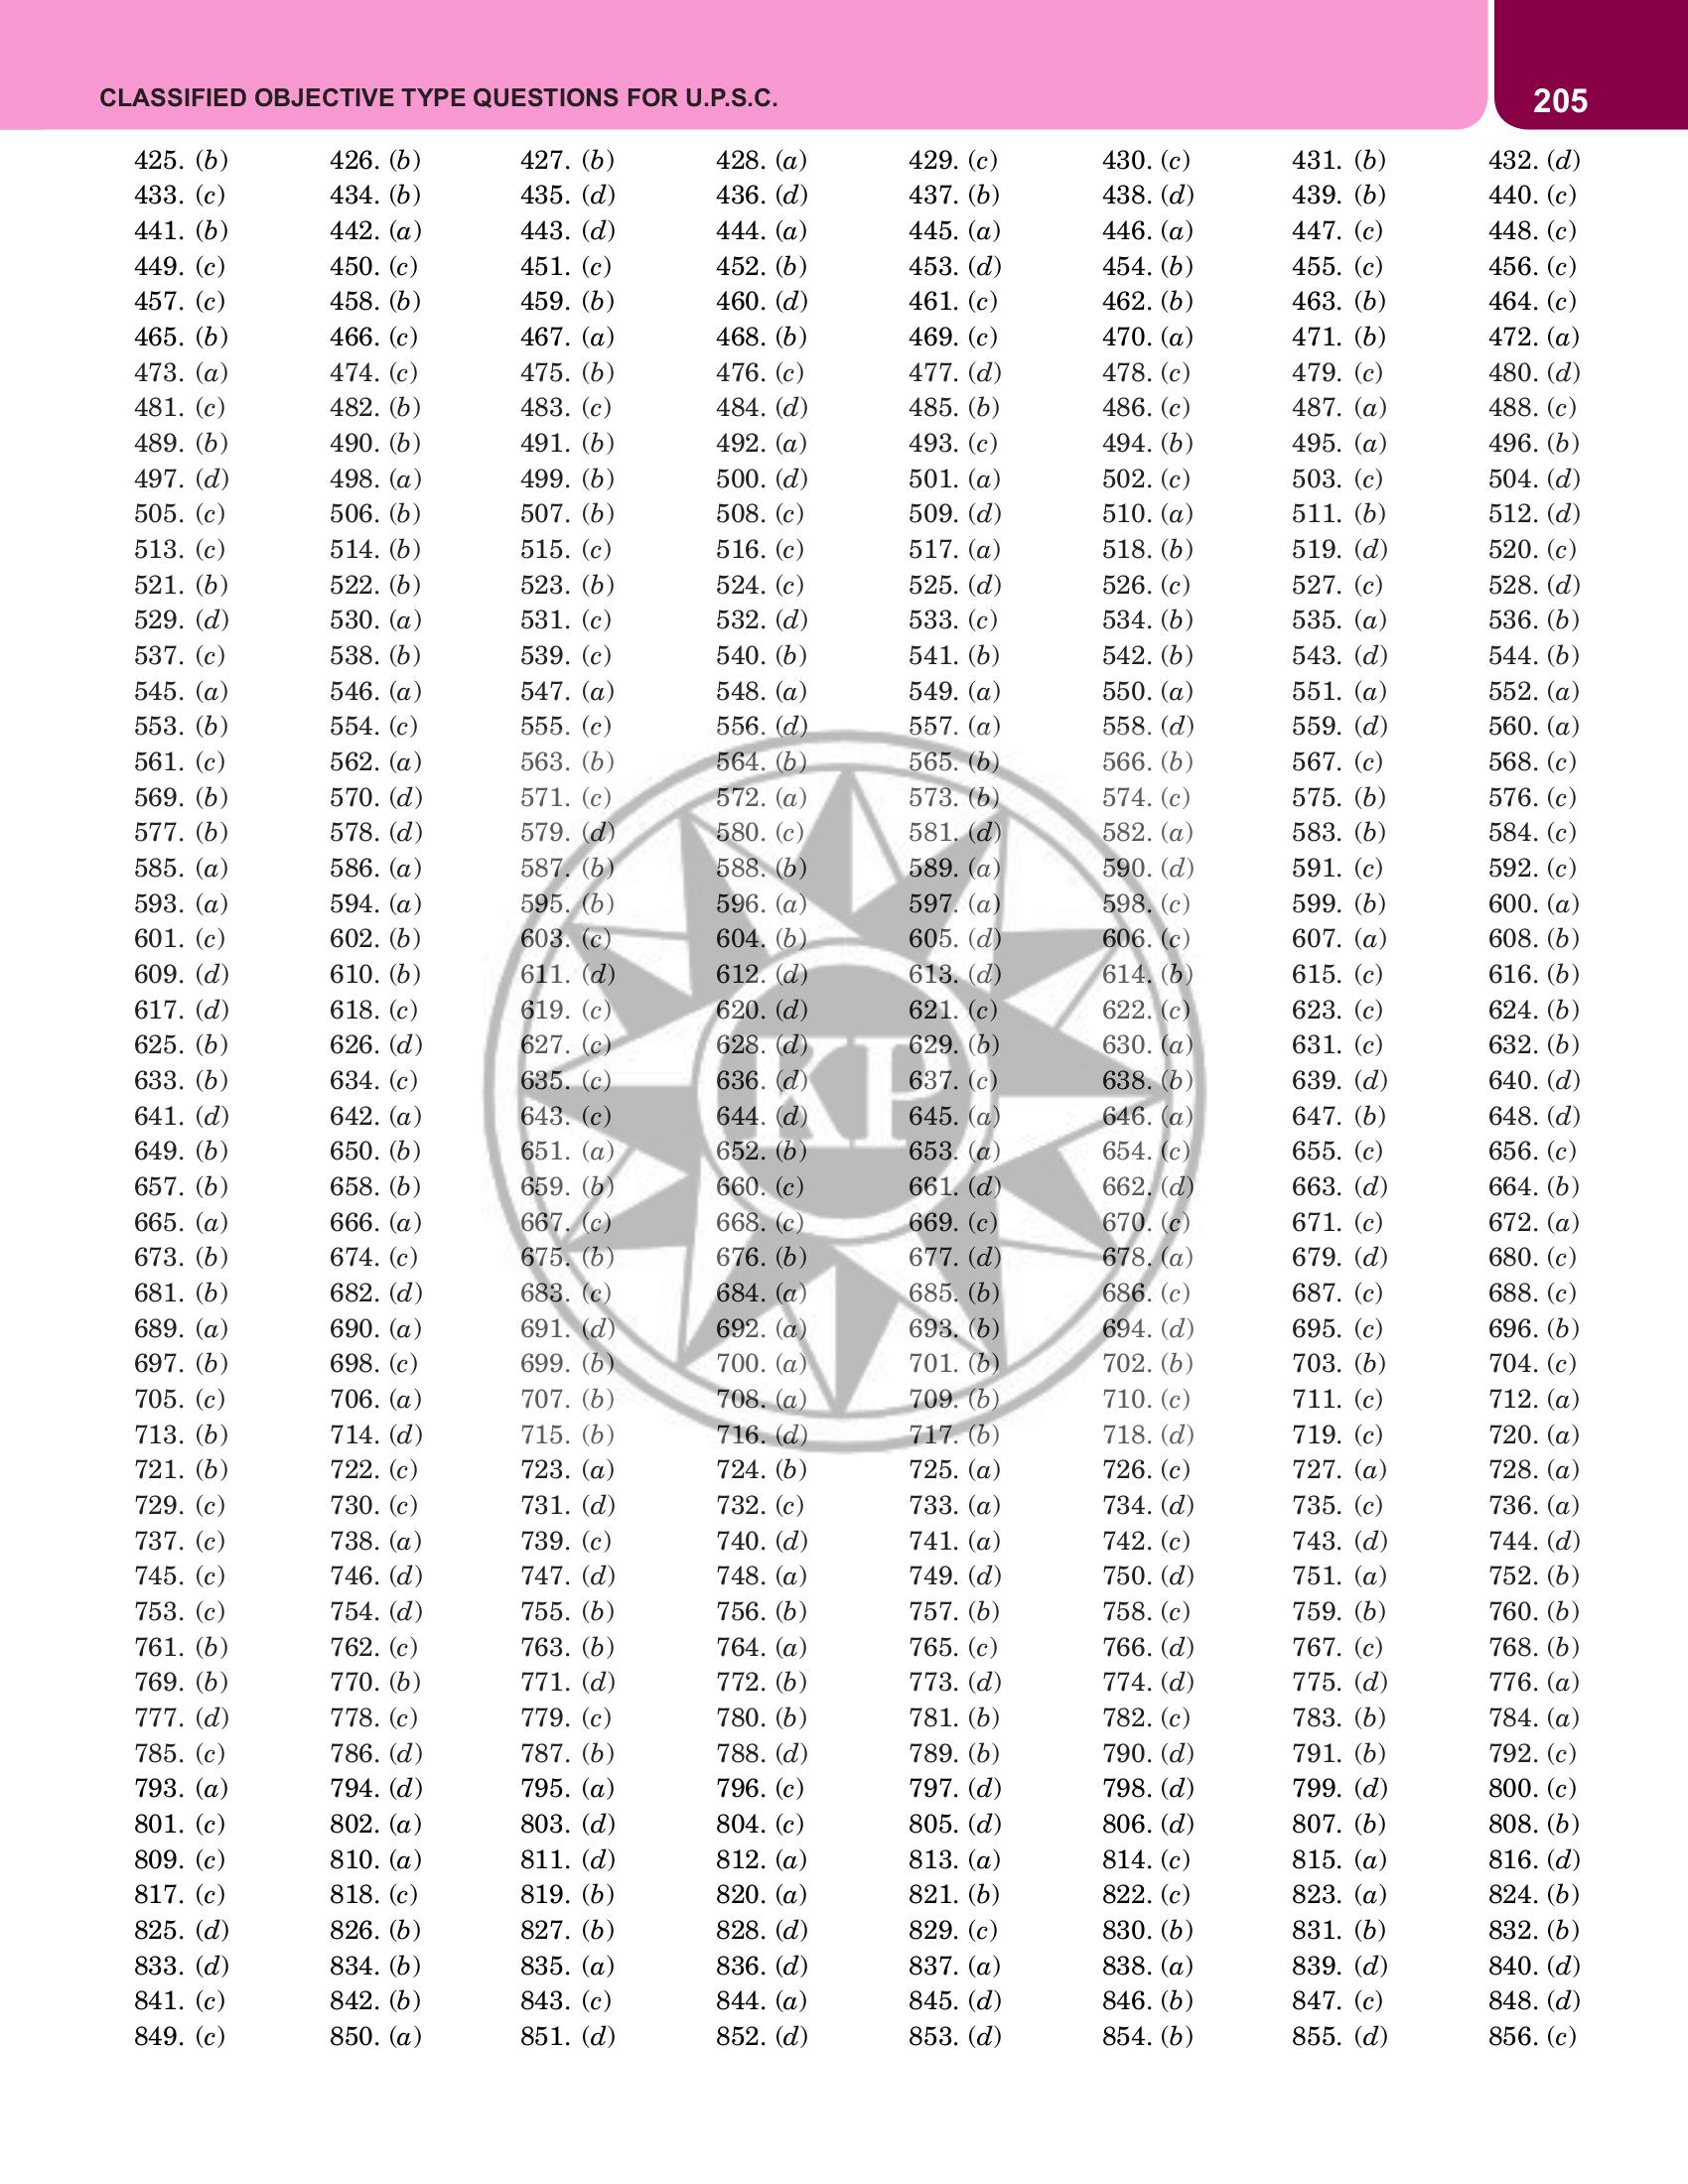 CLASSIFIED OBJECTIVE TYPE QUESTIONS FOR U.P.S.C. 205
425. (b) 426. (b) 427. (b) 428. (a) 429. (c) 430. (c) 431. (b) 432. (d)
433. (c) 434. (b) 435. (d) 436. (d) 437. (b) 438. (d) 439. (b) 440. (c)
441. (b) 442. (a) 443. (d) 444. (a) 445. (a) 446. (a) 447. (c) 448. (c)
449. (c) 450. (c) 451. (c) 452. (b) 453. (d) 454. (b) 455. (c) 456. (c)
457. (c) 458. (b) 459. (b) 460. (d) 461. (c) 462. (b) 463. (b) 464. (c)
465. (b) 466. (c) 467. (a) 468. (b) 469. (c) 470. (a) 471. (b) 472. (a)
473. (a) 474. (c) 475. (b) 476. (c) 477. (d) 478. (c) 479. (c) 480. (d)
481. (c) 482. (b) 483. (c) 484. (d) 485. (b) 486. (c) 487. (a) 488. (c)
489. (b) 490. (b) 491. (b) 492. (a) 493. (c) 494. (b) 495. (a) 496. (b)
497. (d) 498. (a) 499. (b) 500. (d) 501. (a) 502. (c) 503. (c) 504. (d)
505. (c) 506. (b) 507. (b) 508. (c) 509. (d) 510. (a) 511. (b) 512. (d)
513. (c) 514. (b) 515. (c) 516. (c) 517. (a) 518. (b) 519. (d) 520. (c)
521. (b) 522. (b) 523. (b) 524. (c) 525. (d) 526. (c) 527. (c) 528. (d)
529. (d) 530. (a) 531. (c) 532. (d) 533. (c) 534. (b) 535. (a) 536. (b)
537. (c) 538. (b) 539. (c) 540. (b) 541. (b) 542. (b) 543. (d) 544. (b)
545. (a) 546. (a) 547. (a) 548. (a) 549. (a) 550. (a) 551. (a) 552. (a)
553. (b) 554. (c) 555. (c) 556. (d) 557. (a) 558. (d) 559. (d) 560. (a)
561. (c) 562. (a) 563. (b) 564. (b) 565. (b) 566. (b) 567. (c) 568. (c)
569. (b) 570. (d) 571. (c) 572. (a) 573. (b) 574. (c) 575. (b) 576. (c)
577. (b) 578. (d) 579. (d) 580. (c) 581. (d) 582. (a) 583. (b) 584. (c)
585. (a) 586. (a) 587. (b) 588. (b) 589. (a) 590. (d) 591. (c) 592. (c)
593. (a) 594. (a) 595. (b) 596. (a) 597. (a) 598. (c) 599. (b) 600. (a)
601. (c) 602. (b) 603. (c) 604. (b) 605. (d) 606. (c) 607. (a) 608. (b)
609. (d) 610. (b) 611. (d) 612. (d) 613. (d) 614. (b) 615. (c) 616. (b)
617. (d) 618. (c) 619. (c) 620. (d) 621. (c) 622. (c) 623. (c) 624. (b)
625. (b) 626. (d) 627. (c) 628. (d) 629. (b) 630. (a) 631. (c) 632. (b)
633. (b) 634. (c) 635. (c) 636. (d) 637. (c) 638. (b) 639. (d) 640. (d)
KP
641. (d) 642. (a) 643. (c) 644. (d) 645. (a) 646. (a) 647. (b) 648. (d)
649. (b) 650. (b) 651. (a) 652. (b) 653. (a) 654. (c) 655. (c) 656. (c)
657. (b) 658. (b) 659. (b) 660. (c) 661. (d) 662. (d) 663. (d) 664. (b)
665. (a) 666. (a) 667. (c) 668. (c) 669. (c) 670. (c) 671. (c) 672. (a)
673. (b) 674. (c) 675. (b) 676. (b) 677. (d) 678. (a) 679. (d) 680. (c)
681. (b) 682. (d) 683. (c) 684. (a) 685. (b) 686. (c) 687. (c) 688. (c)
689. (a) 690. (a) 691. (d) 692. (a) 693. (b) 694. (d) 695. (c) 696. (b)
697. (b) 698. (c) 699. (b) 700. (a) 701. (b) 702. (b) 703. (b) 704. (c)
705. (c) 706. (a) 707. (b) 708. (a) 709. (b) 710. (c) 711. (c) 712. (a)
713. (b) 714. (d) 715. (b) 716. (d) 717. (b) 718. (d) 719. (c) 720. (a)
721. (b) 722. (c) 723. (a) 724. (b) 725. (a) 726. (c) 727. (a) 728. (a)
729. (c) 730. (c) 731. (d) 732. (c) 733. (a) 734. (d) 735. (c) 736. (a)
737. (c) 738. (a) 739. (c) 740. (d) 741. (a) 742. (c) 743. (d) 744. (d)
745. (c) 746. (d) 747. (d) 748. (a) 749. (d) 750. (d) 751. (a) 752. (b)
753. (c) 754. (d) 755. (b) 756. (b) 757. (b) 758. (c) 759. (b) 760. (b)
761. (b) 762. (c) 763. (b) 764. (a) 765. (c) 766. (d) 767. (c) 768. (b)
769. (b) 770. (b) 771. (d) 772. (b) 773. (d) 774. (d) 775. (d) 776. (a)
777. (d) 778. (c) 779. (c) 780. (b) 781. (b) 782. (c) 783. (b) 784. (a)
785. (c) 786. (d) 787. (b) 788. (d) 789. (b) 790. (d) 791. (b) 792. (c)
793. (a) 794. (d) 795. (a) 796. (c) 797. (d) 798. (d) 799. (d) 800. (c)
801. (c) 802. (a) 803. (d) 804. (c) 805. (d) 806. (d) 807. (b) 808. (b)
809. (c) 810. (a) 811. (d) 812. (a) 813. (a) 814. (c) 815. (a) 816. (d)
817. (c) 818. (c) 819. (b) 820. (a) 821. (b) 822. (c) 823. (a) 824. (b)
825. (d) 826. (b) 827. (b) 828. (d) 829. (c) 830. (b) 831. (b) 832. (b)
833. (d) 834. (b) 835. (a) 836. (d) 837. (a) 838. (a) 839. (d) 840. (d)
841. (c) 842. (b) 843. (c) 844. (a) 845. (d) 846. (b) 847. (c) 848. (d)
849. (c) 850. (a) 851. (d) 852. (d) 853. (d) 854. (b) 855. (d) 856. (c)